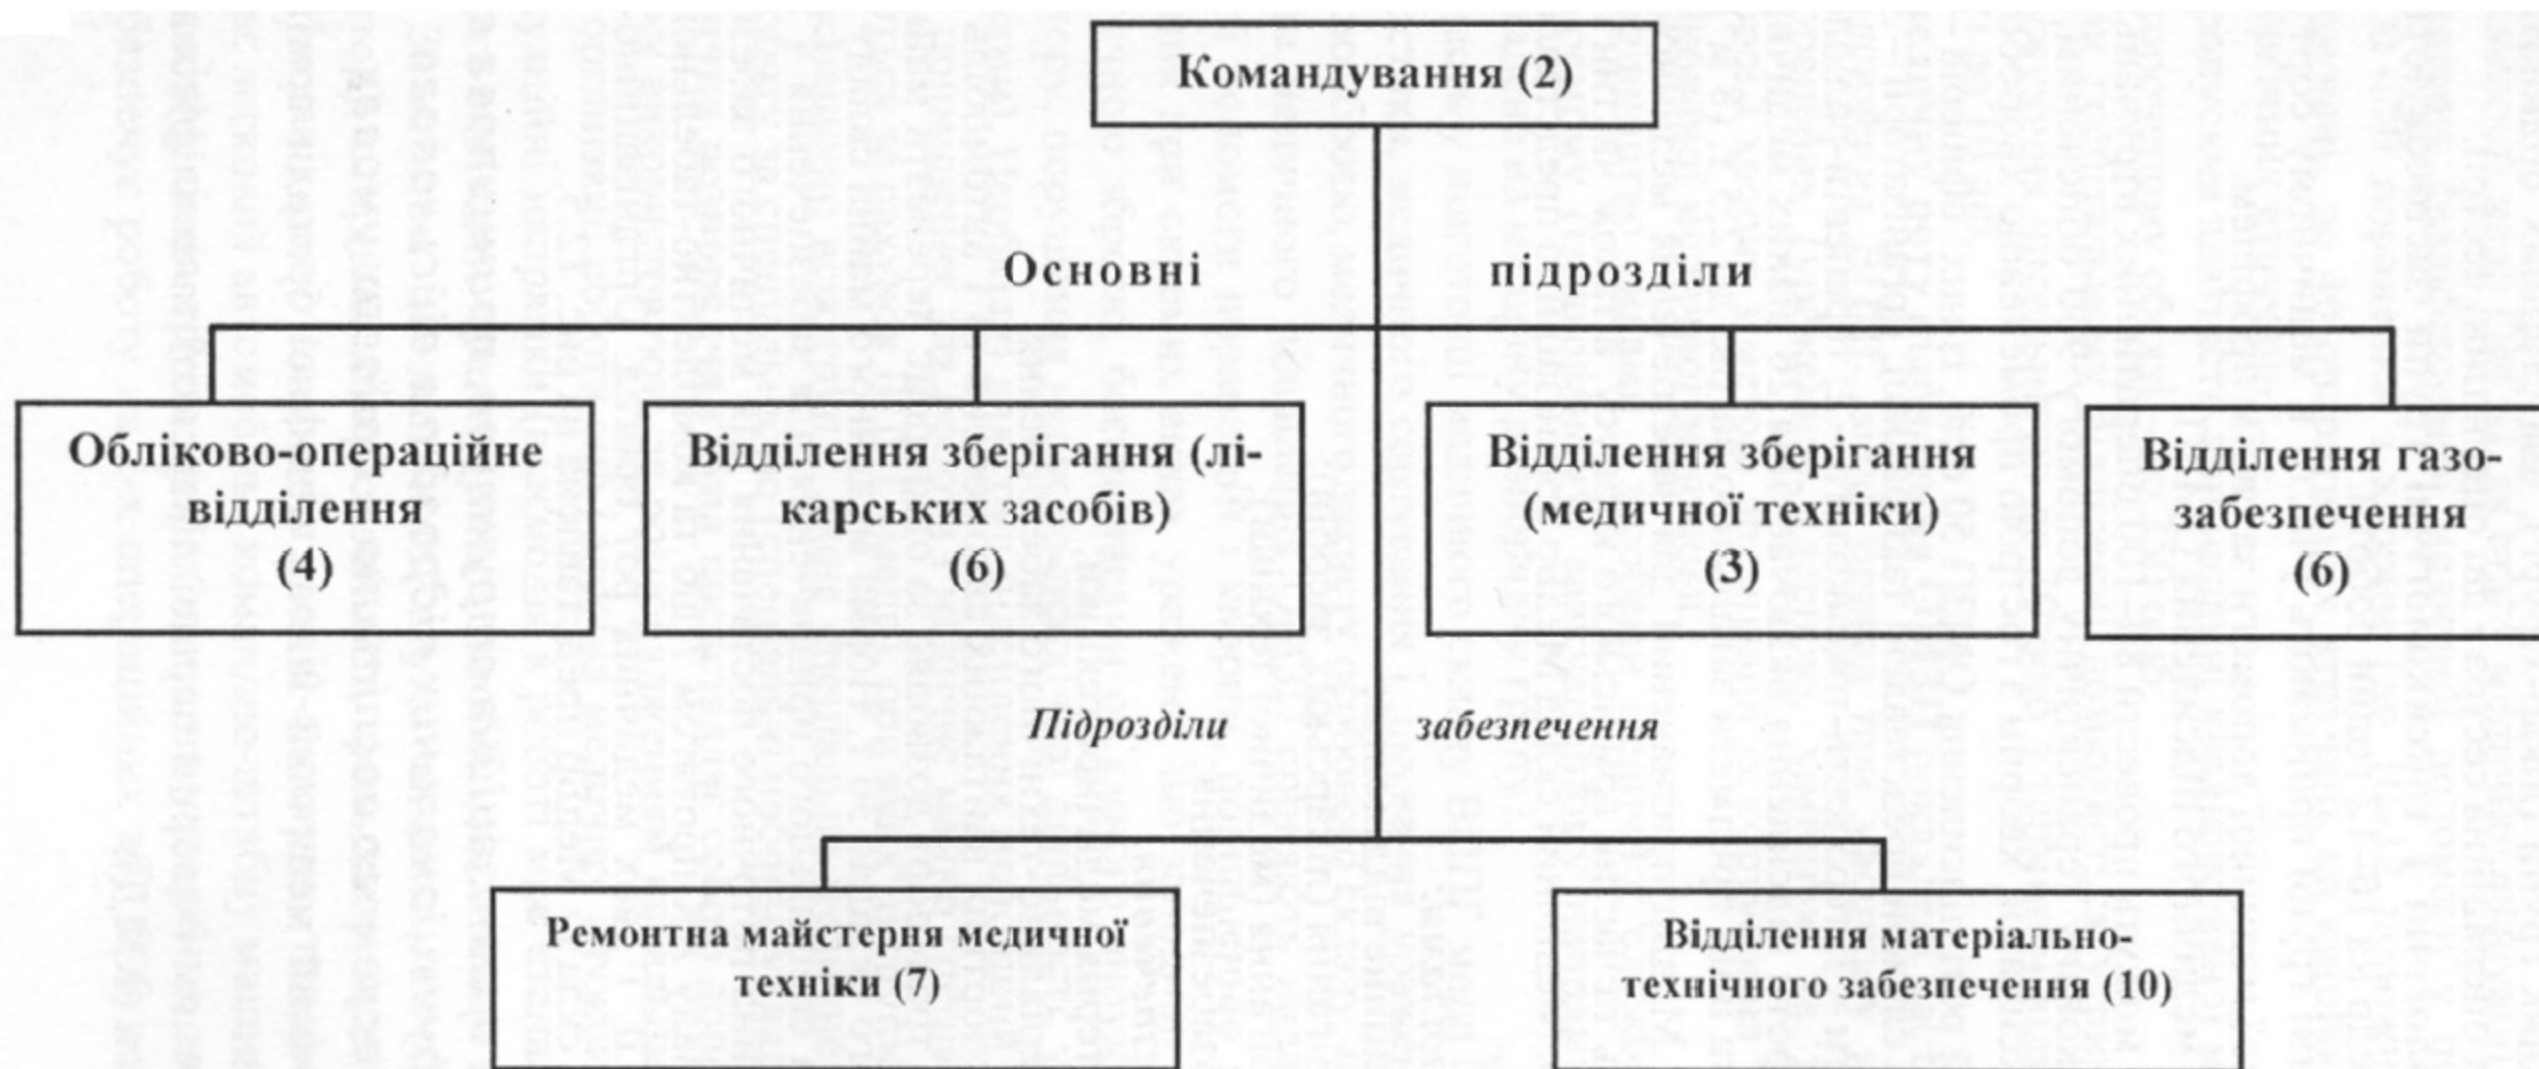 Командування (2)
Основні підрозділи
Обліково-операційне
відділення
(4)
Відділення зберігання (лі-
карських засобів)
(6)
Відділення зберігання
(медичної техніки)
(3)
Відділення газо-
забезпечення
(6)
Підрозділи забезпечення
Ремонтна майстерня медичної
техніки (7)
Відділення матеріально-
технічного забезпечення (10)